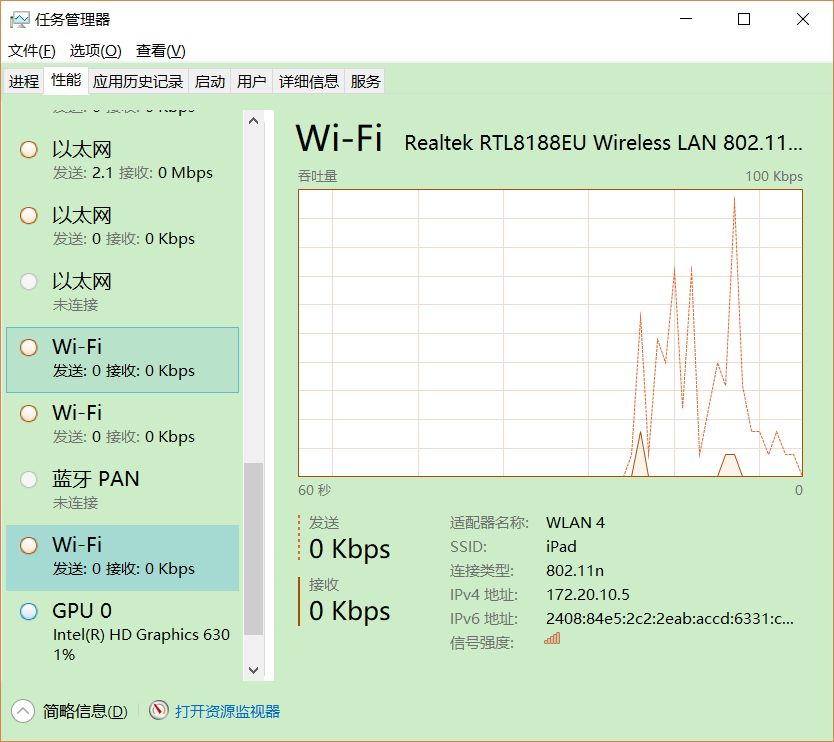 任务管理器
文件(F) 选项(O) 查看(V)
进程 性能 应用历史记录 启动 用户 详细信息 服务
发送: 0 接收: 0 Kbps
以太网
发送: 2.1 接收: 0 Mbps
以太网
发送: 0 接收: 0 Kbps
以太网
未连接
Wi-Fi
发送: 0 接收: 0 Kbps
Wi-Fi
发送: 0 接收: 0 Kbps
蓝牙 PAN
未连接
Wi-Fi
发送: 0 接收: 0 Kbps
GPU 0
Intel(R) HD Graphics 630
1%
Wi-Fi Realtek RTL8188EU Wireless LAN 802.11...
吞吐量 100 Kbps
60 秒 0
发送
0 Kbps
接收
0 Kbps
适配器名称: WLAN 4
SSID: iPad
连接类型: 802.11n
IPv4 地址: 172.20.10.5
IPv6 地址: 2408:84e5:2c2:2eab:accd:6331:c...
信号强度:
简略信息(D) 打开资源监视器